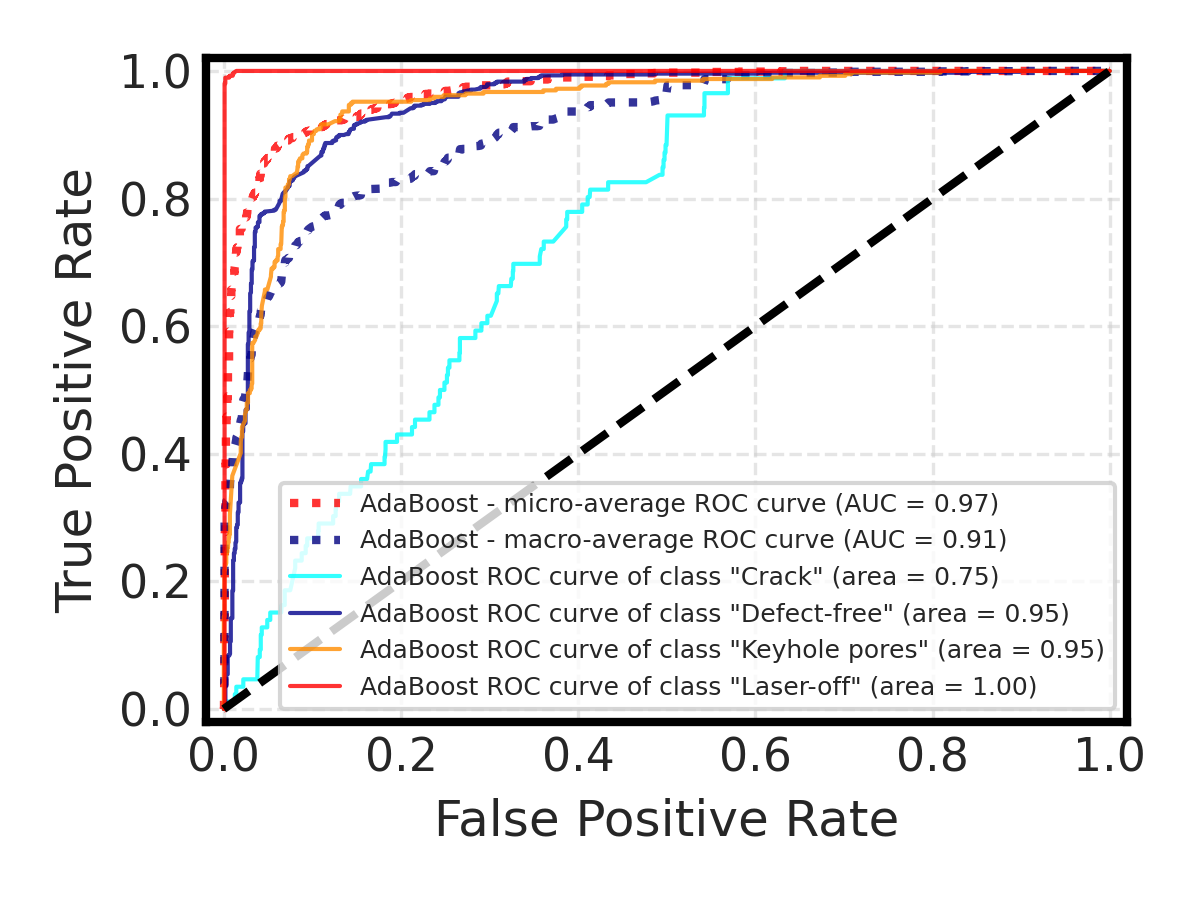 1.0
0.8
0.6
0.4
0.2
0.0
True Positive Rate
AdaBoost - micro-average ROC curve (AUC = 0.97)
AdaBoost - macro-average ROC curve (AUC = 0.91)
AdaBoost ROC curve of class "Crack" (area = 0.75)
AdaBoost ROC curve of class "Defect-free" (area = 0.95)
AdaBoost ROC curve of class "Keyhole pores" (area = 0.95)
AdaBoost ROC curve of class "Laser-off" (area = 1.00)
0.0 0.2 0.4 0.6 0.8 1.0
False Positive Rate